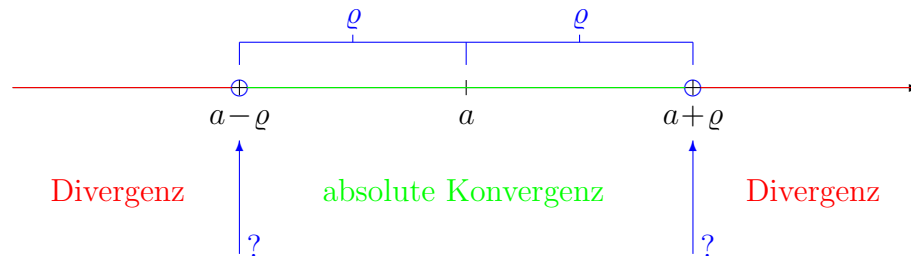 ϱ ϱ
a−ϱ a a+ϱ
Divergenz absolute Konvergenz Divergenz
? ?